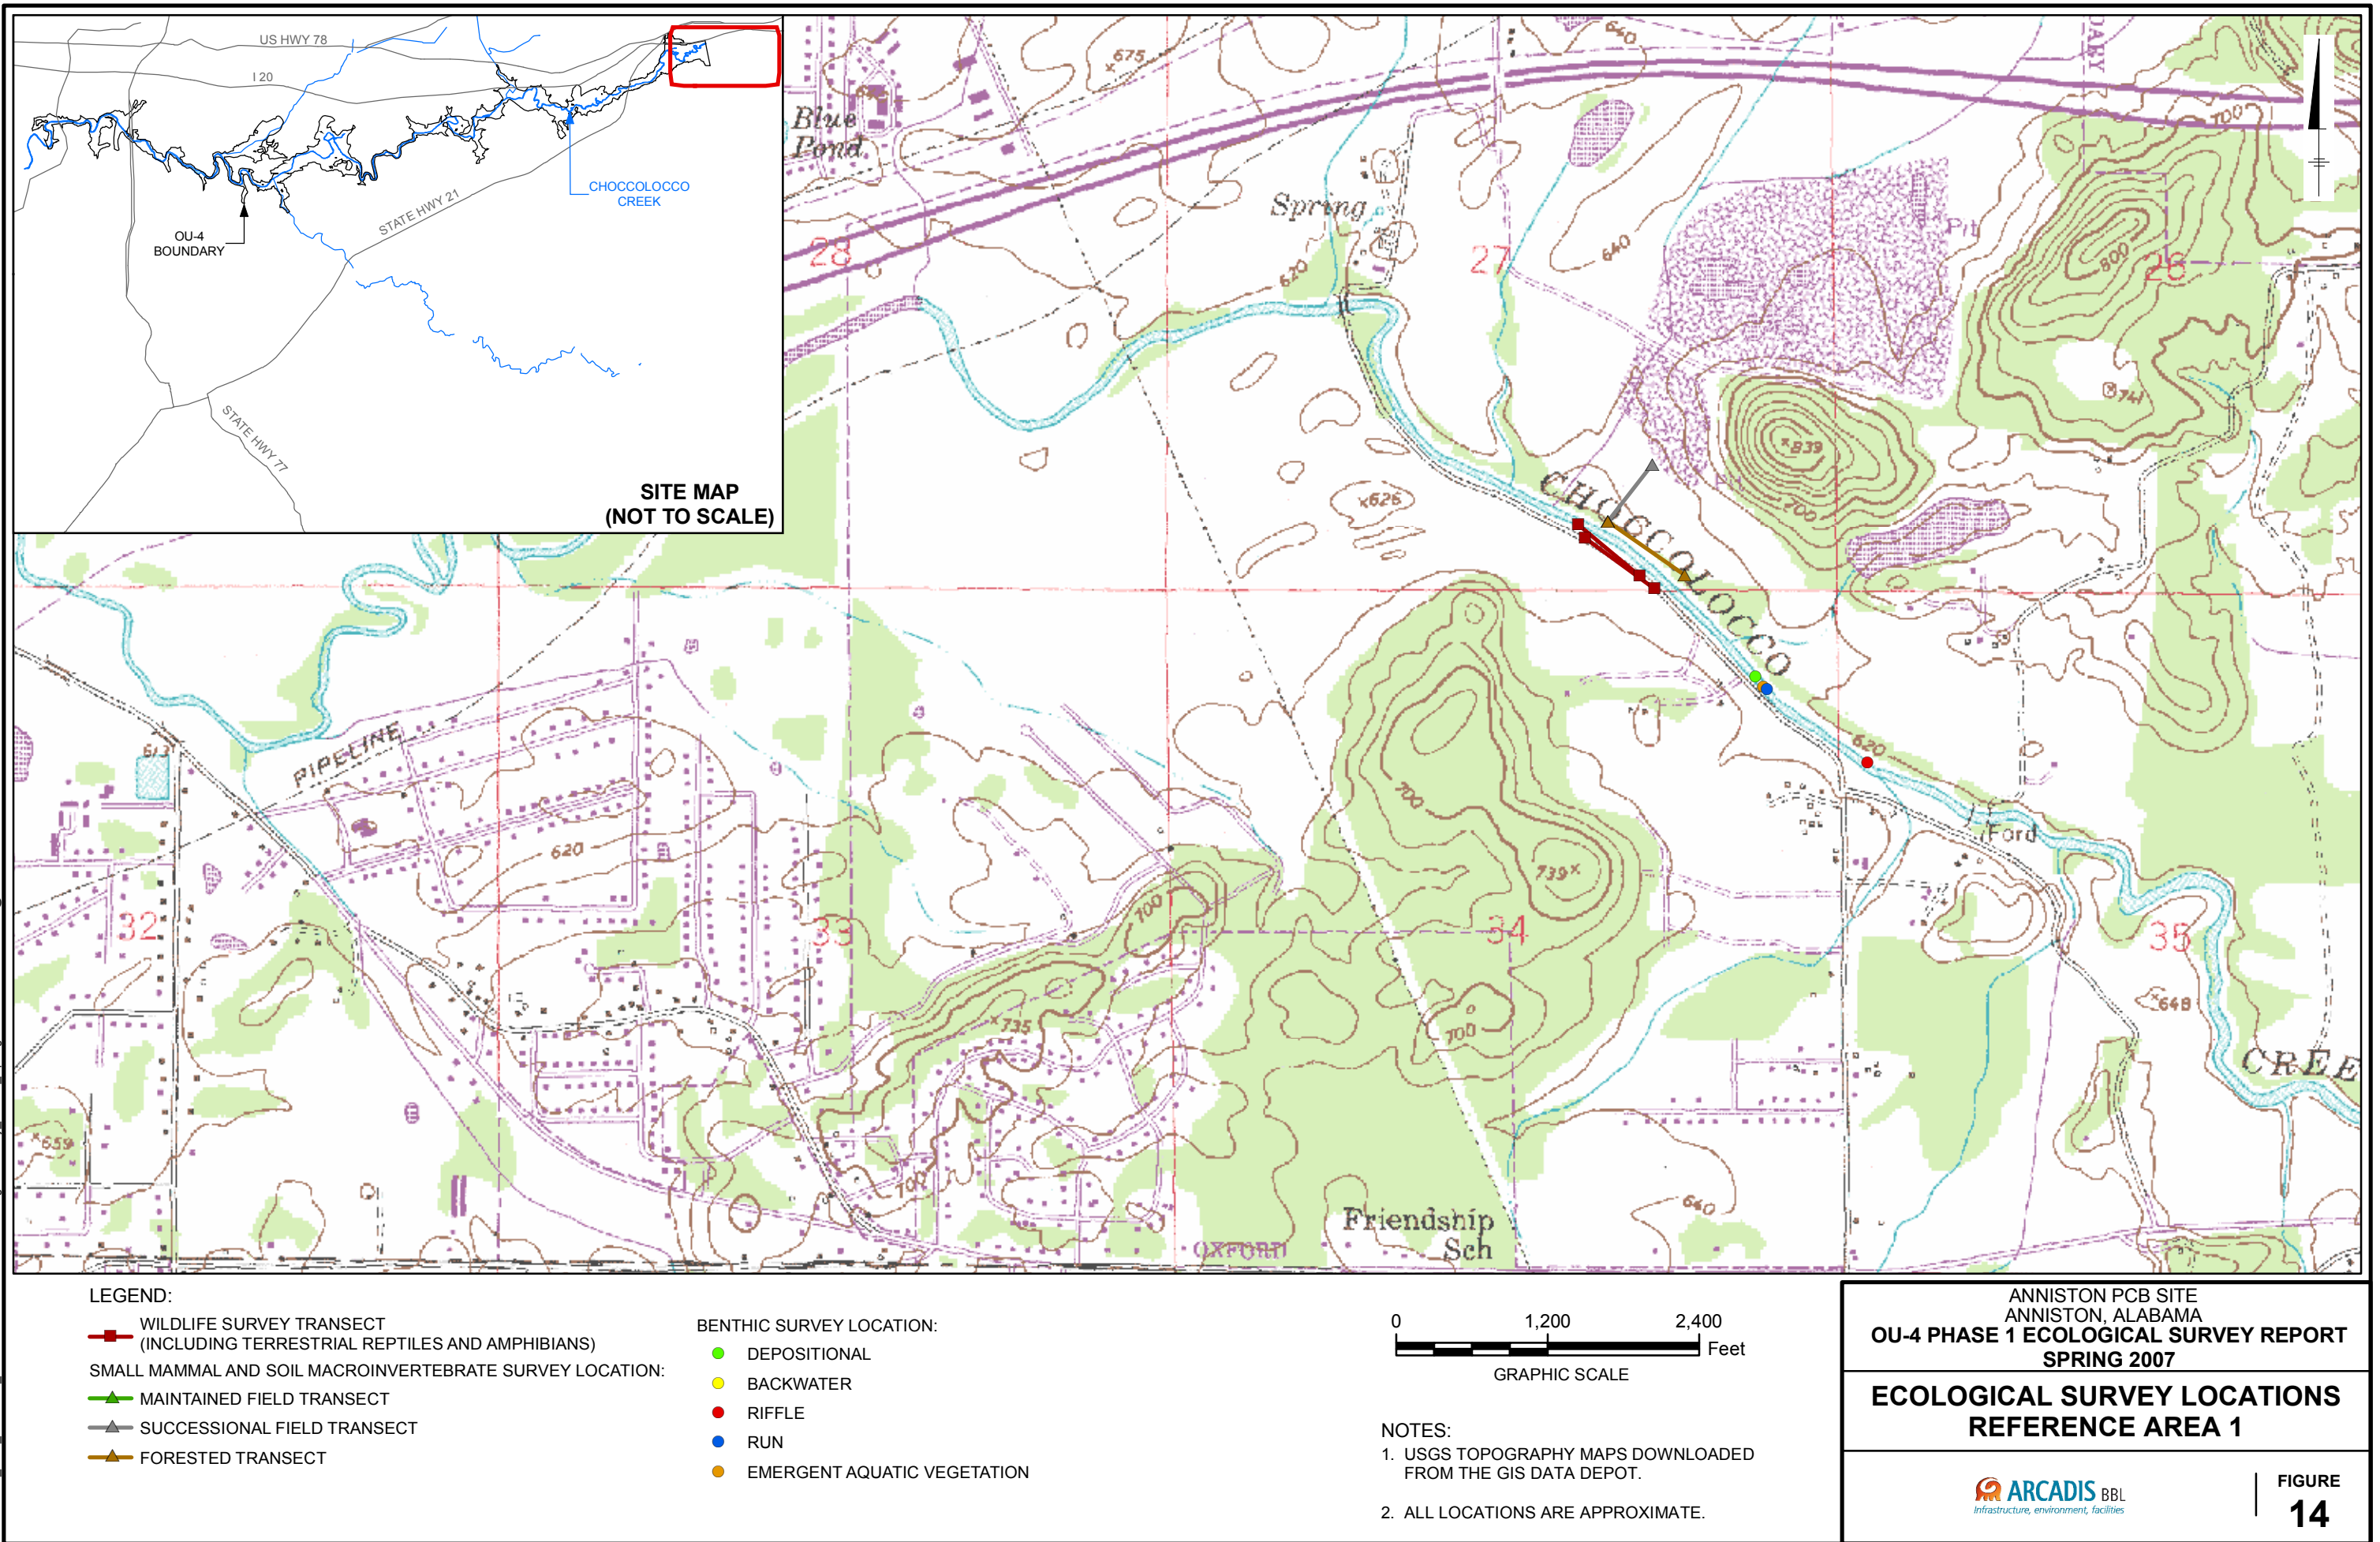 US HWY 78
I 20
STATE HWY 21
CHOCCOLOCCO
CREEK
OU-4
BOUNDARY
STATE HWY 77
SITE MAP
(NOT TO SCALE)
675
640
Blue
Pond
DARY
700
Spring
28
27
640
620
Pit
800
26
741
839
200
626
CHOCCOLOCCO
613
PIPELINE
620
620
700
739
Ford
32
33
700
34
35
648
735
700
CREE
659
700
640
Friendship
Sch
OXFORD
LEGEND:
WILDLIFE SURVEY TRANSECT
(INCLUDING TERRESTRIAL REPTILES AND AMPHIBIANS)
SMALL MAMMAL AND SOIL MACROINVERTEBRATE SURVEY LOCATION:
MAINTAINED FIELD TRANSECT
SUCCESSIONAL FIELD TRANSECT
FORESTED TRANSECT
BENTHIC SURVEY LOCATION:
DEPOSITIONAL
BACKWATER
RIFFLE
RUN
EMERGENT AQUATIC VEGETATION
0 1,200 2,400
Feet
GRAPHIC SCALE
NOTES:
1. USGS TOPOGRAPHY MAPS DOWNLOADED
FROM THE GIS DATA DEPOT.
2. ALL LOCATIONS ARE APPROXIMATE.
ANNISTON PCB SITE
ANNISTON, ALABAMA
OU-4 PHASE 1 ECOLOGICAL SURVEY REPORT
SPRING 2007
ECOLOGICAL SURVEY LOCATIONS
REFERENCE AREA 1
ARCADIS BBL
Infrastructure, environment, facilities
FIGURE
14